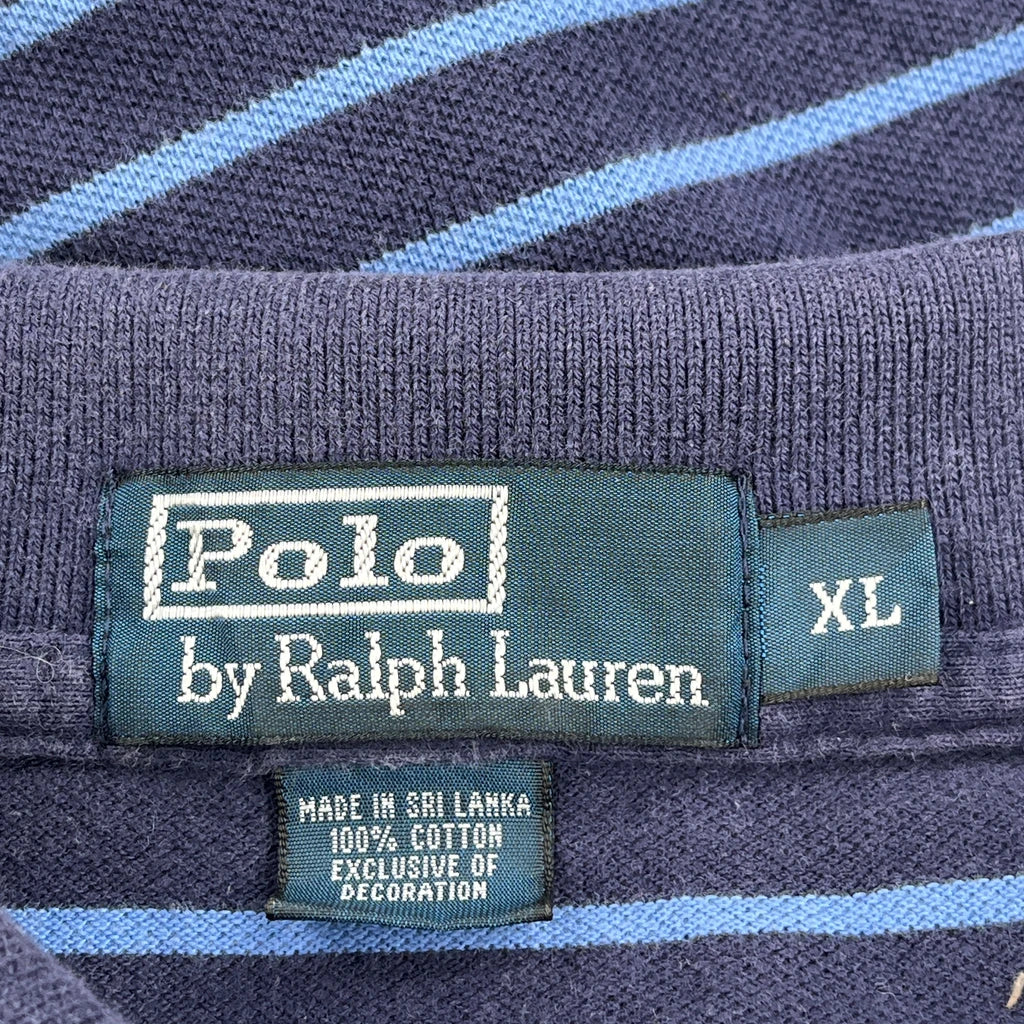 Polo
by Ralph Lauren
XL
MADE IN SRI LANKA
100% COTTON
EXCLUSIVE OF
DECORATION